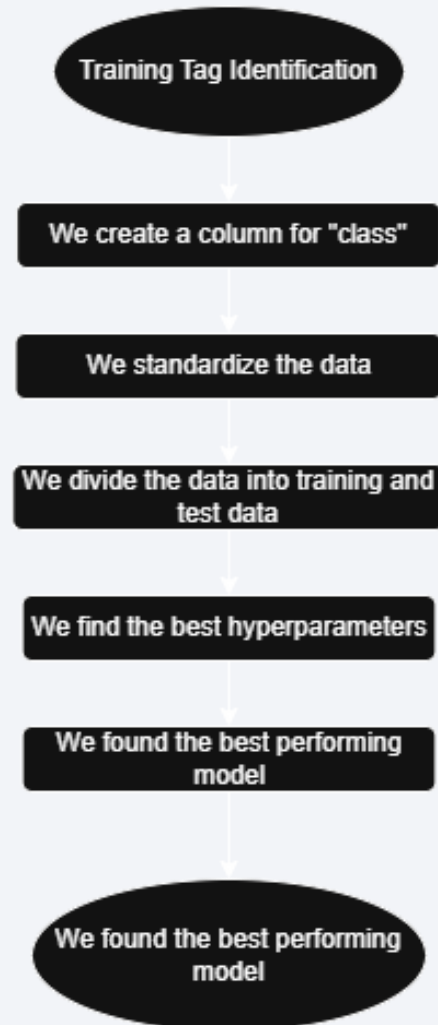 Training Tag Identification
We create a column for "class"
We standardize the data
We divide the data into training and
test data
We find the best hyperparameters
We found the best performing
model
We found the best performing
model